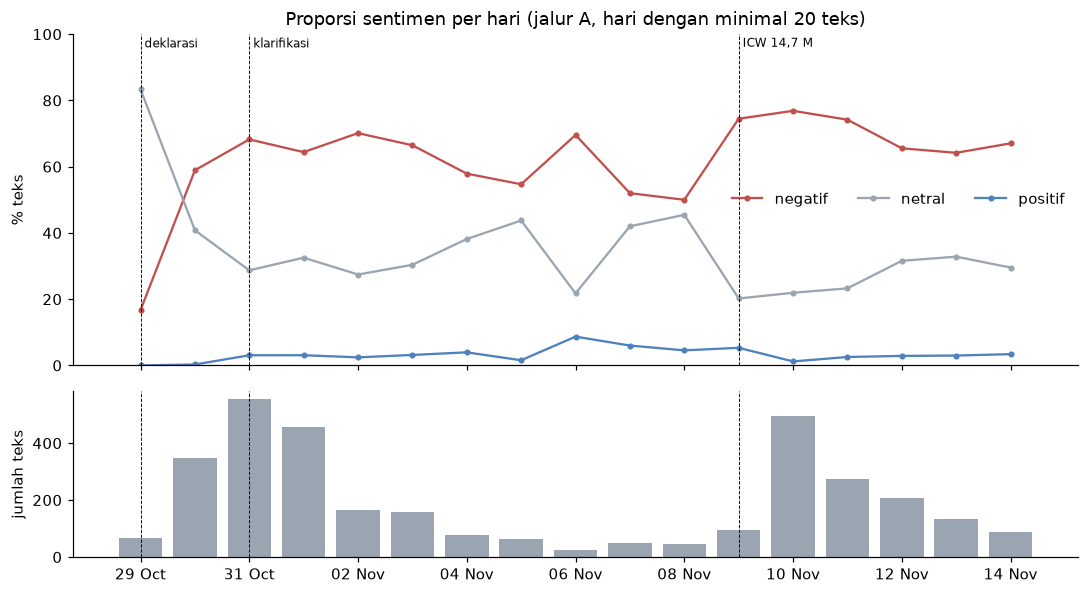 Proporsi sentimen per hari (jalur A, hari dengan minimal 20 teks)
100
80
60
40
20
0
% teks
deklarasi
klarifikasi
ICW 14,7 M
negatif
netral
positif
400
200
0
jumlah teks
29 Oct
31 Oct
02 Nov
04 Nov
06 Nov
08 Nov
10 Nov
12 Nov
14 Nov